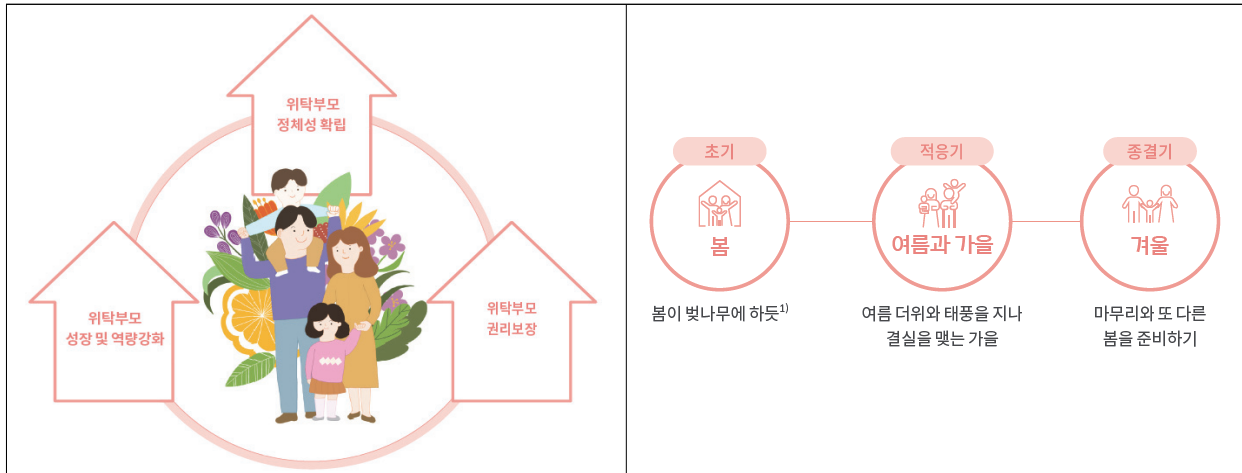 위탁부모
정체성 확립
위탁부모
성장 및 역량강화
위탁부모
권리보장
초기
봄
봄이 벚나무에 하듯1)
적응기
여름과 가을
여름 더위와 태풍을 지나
결실을 맺는 가을
종결기
겨울
마무리와 또 다른
봄을 준비하기